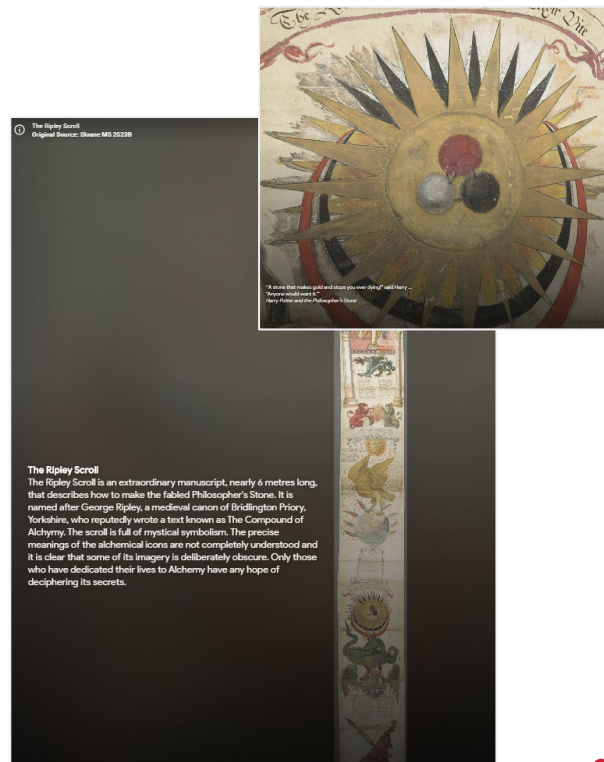 The
The Ripley Scroll
Original Source: Sloane MS 2523B
"A stone that makes gold and stops you ever dying!" said Harry ...
"Anyone would want it."
Harry Potter and the Philosopher's Stone
The Ripley Scroll
The Ripley Scroll is an extraordinary manuscript, nearly 6 metres long,
that describes how to make the fabled Philosopher's Stone. It is
named after George Ripley, a medieval canon of Bridlington Priory,
Yorkshire, who reputedly wrote a text known as The Compound of
Alchymy. The scroll is full of mystical symbolism. The precise
meanings of the alchemical icons are not completely understood and
it is clear that some of its imagery is deliberately obscure. Only those
who have dedicated their lives to Alchemy have any hope of
deciphering its secrets.